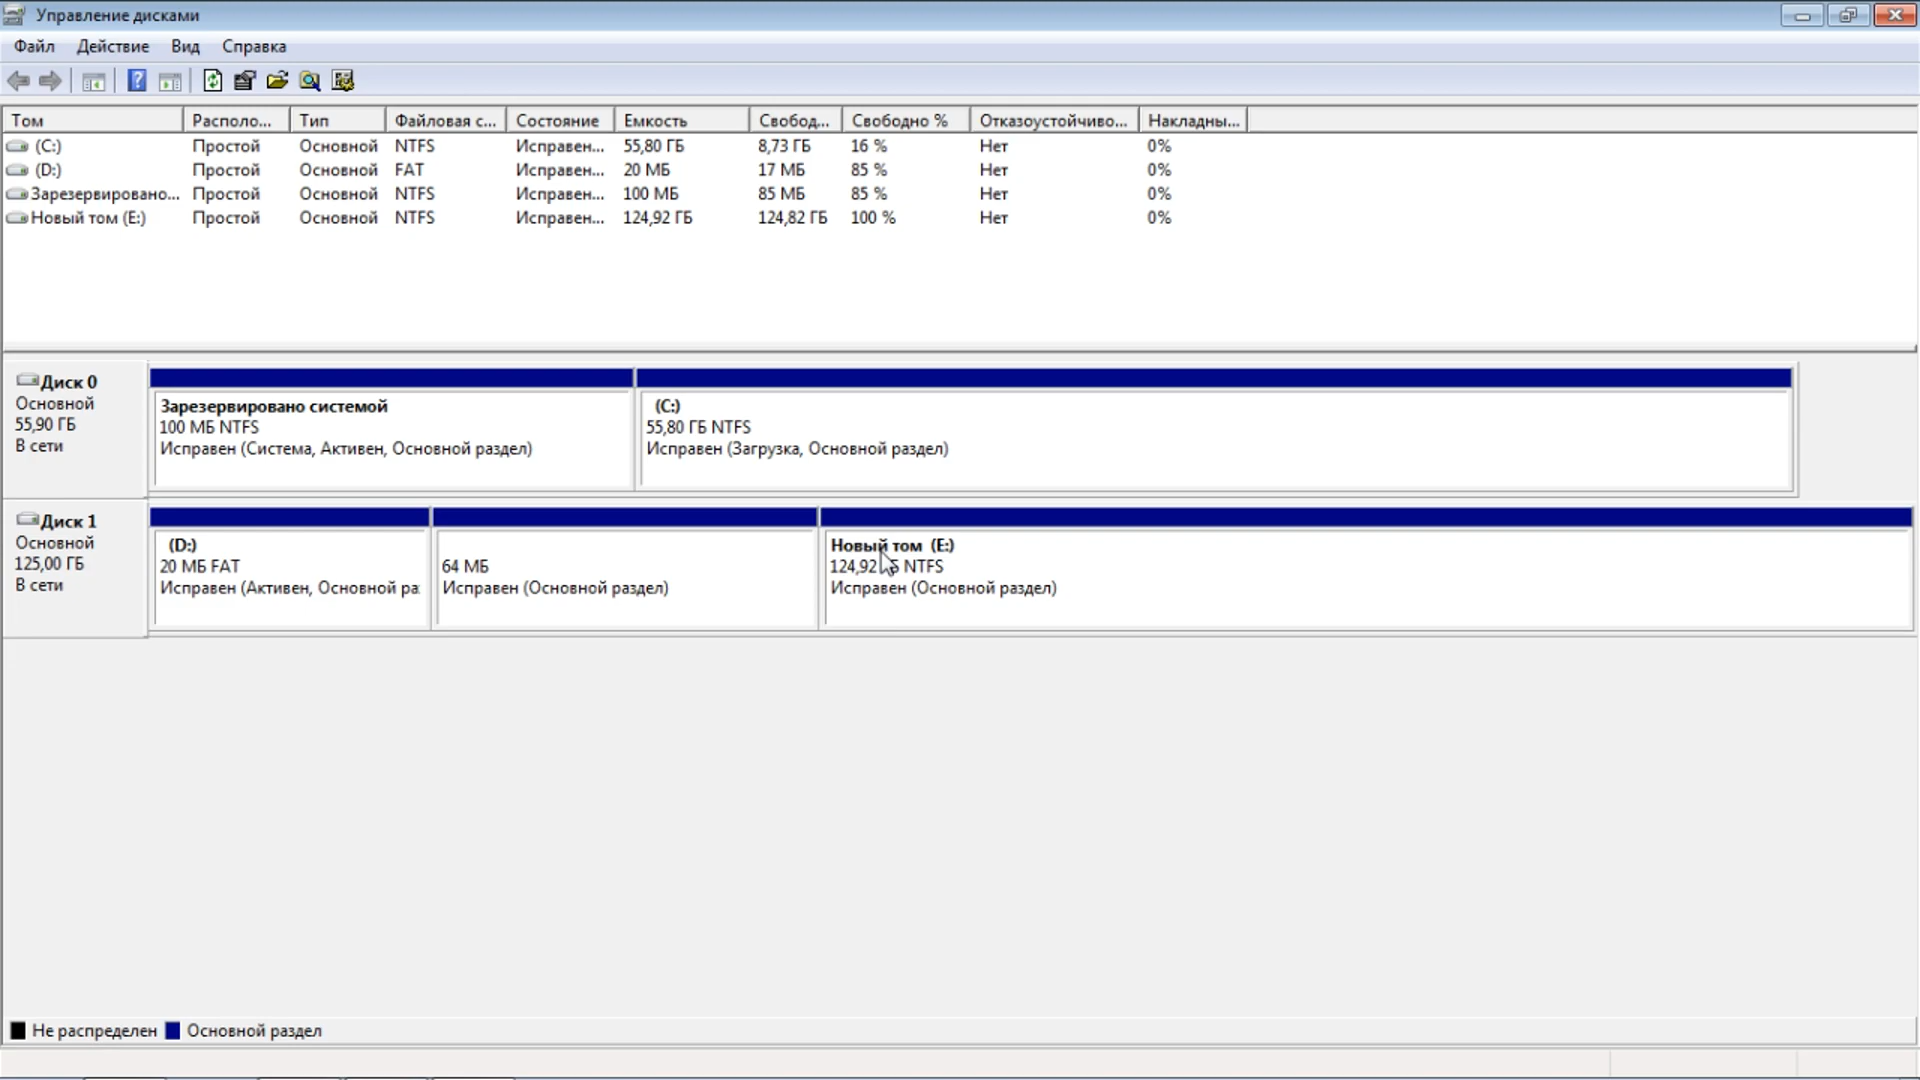 Управление дисками
Файл Действие Вид Справка
Том Располо... Тип Файловая с... Состояние Емкость Свобод... Свободно % Отказоустойчиво... Накладны...
(C:) Простой Основной NTFS Исправен... 55,80 ГБ 8,73 ГБ 16 % Нет 0%
(D:) Простой Основной FAT Исправен... 20 МБ 17 МБ 85 % Нет 0%
Зарезервировано... Простой Основной NTFS Исправен... 100 МБ 85 МБ 85 % Нет 0%
Новый том (E:) Простой Основной NTFS Исправен... 124,92 ГБ 124,82 ГБ 100 % Нет 0%
Диск 0
Основной
55,90 ГБ
В сети
Зарезервировано системой
100 МБ NTFS
Исправен (Система, Активен, Основной раздел)
(C:)
55,80 ГБ NTFS
Исправен (Загрузка, Основной раздел)
Диск 1
Основной
125,00 ГБ
В сети
(D:)
20 МБ FAT
Исправен (Активен, Основной ра
64 МБ
Исправен (Основной раздел)
Новый том (E:)
124,92 NTFS
Исправен (Основной раздел)
Не распределен Основной раздел